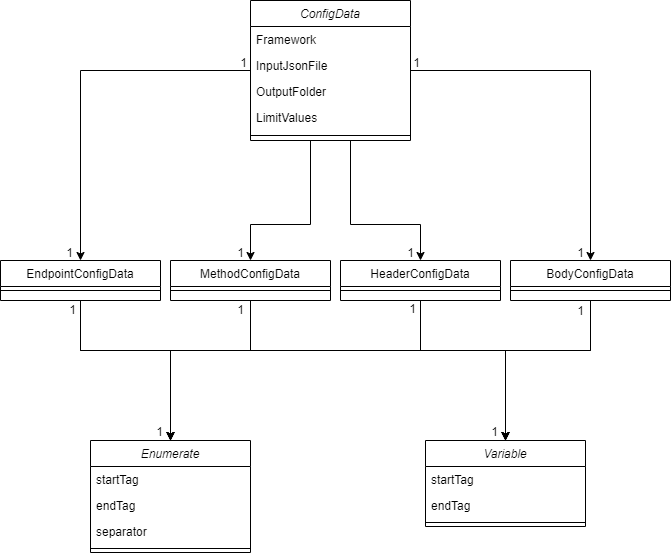 ConfigData
Framework
InputJsonFile
OutputFolder
LimitValues
1
1
1
1
1
1
EndpointConfigData
MethodConfigData
HeaderConfigData
BodyConfigData
1
1
1
1
1
1
Enumerate
startTag
endTag
separator
Variable
startTag
endTag